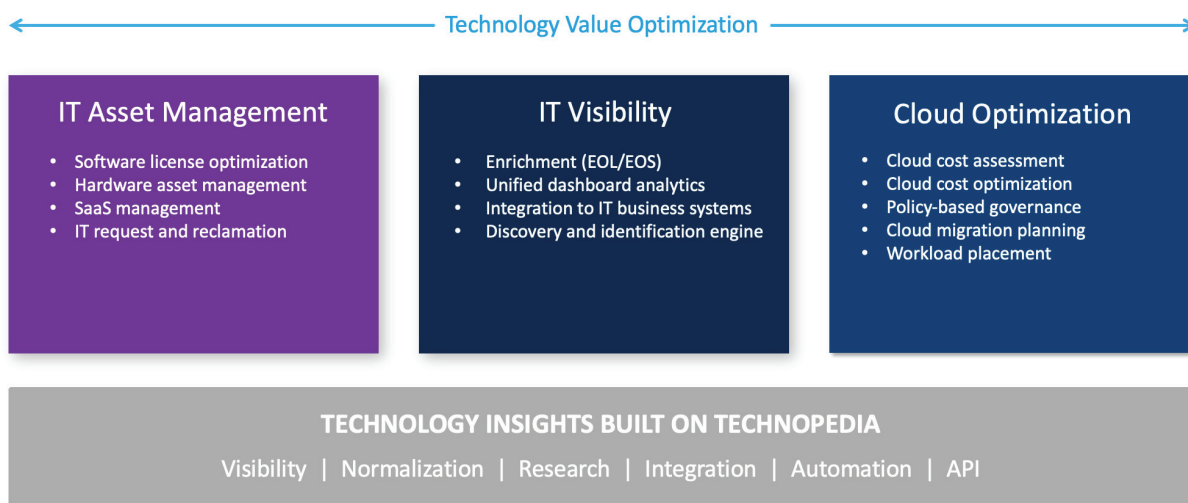 Technology Value Optimization
IT Asset Management
• Software license optimization
• Hardware asset management
• SaaS management
• IT request and reclamation
IT Visibility
• Enrichment (EOL/EOS)
• Unified dashboard analytics
• Integration to IT business systems
• Discovery and identification engine
Cloud Optimization
• Cloud cost assessment
• Cloud cost optimization
• Policy-based governance
• Cloud migration planning
• Workload placement
TECHNOLOGY INSIGHTS BUILT ON TECHNOPEDIA
Visibility | Normalization | Research | Integration | Automation | API